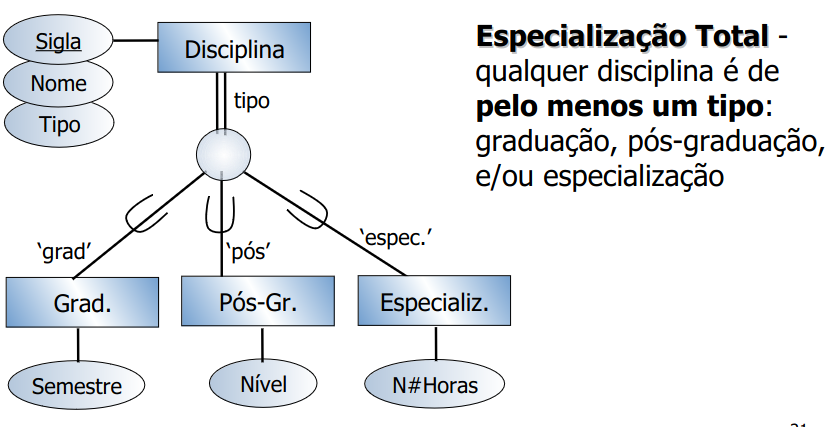 Sigla
Nome
Tipo
Disciplina
tipo
Especialização Total -
qualquer disciplina é de
pelo menos um tipo:
graduação, pós-graduação,
e/ou especialização
‘grad’
‘pós’
‘espec.’
Grad.
Pós-Gr.
Especializ.
Semestre
Nível
N#Horas